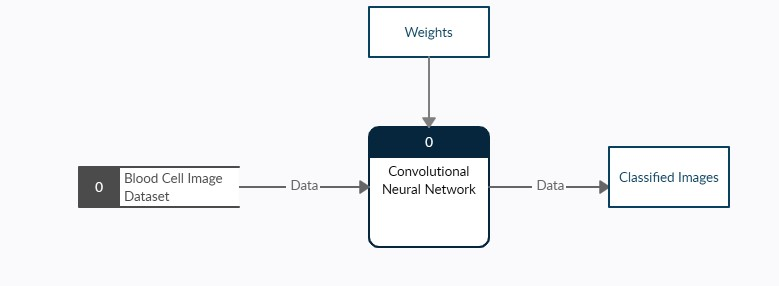 Weights
0
Convolutional
Neural Network
0
Blood Cell Image
Dataset
Data
Data
Classified Images